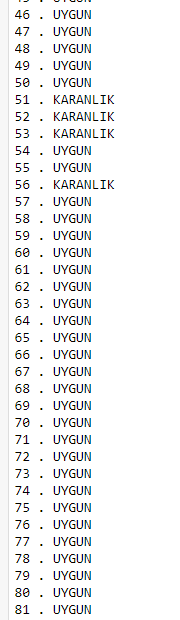 46 . UYGUN
47 . UYGUN
48 . UYGUN
49 . UYGUN
50 . UYGUN
51 . KARANLIK
52 . KARANLIK
53 . KARANLIK
54 . UYGUN
55 . UYGUN
56 . KARANLIK
57 . UYGUN
58 . UYGUN
59 . UYGUN
60 . UYGUN
61 . UYGUN
62 . UYGUN
63 . UYGUN
64 . UYGUN
65 . UYGUN
66 . UYGUN
67 . UYGUN
68 . UYGUN
69 . UYGUN
70 . UYGUN
71 . UYGUN
72 . UYGUN
73 . UYGUN
74 . UYGUN
75 . UYGUN
76 . UYGUN
77 . UYGUN
78 . UYGUN
79 . UYGUN
80 . UYGUN
81 . UYGUN